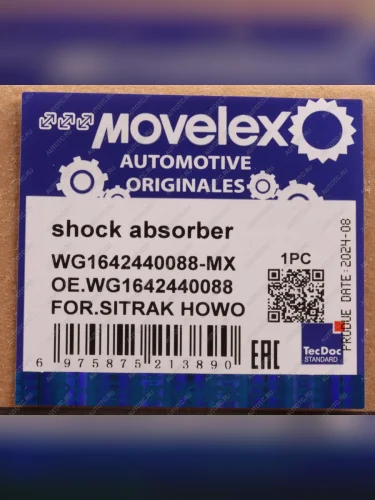 MOVELEX
AUTOMOTIVE
ORIGINALES
shock absorber
WG1642440088-MX
OE.WG1642440088
FOR.SITRAK HOWO
1PC
PRODUE DATE: 2024-08
6 975875 213890
EAC
TecDoc
STANDARD